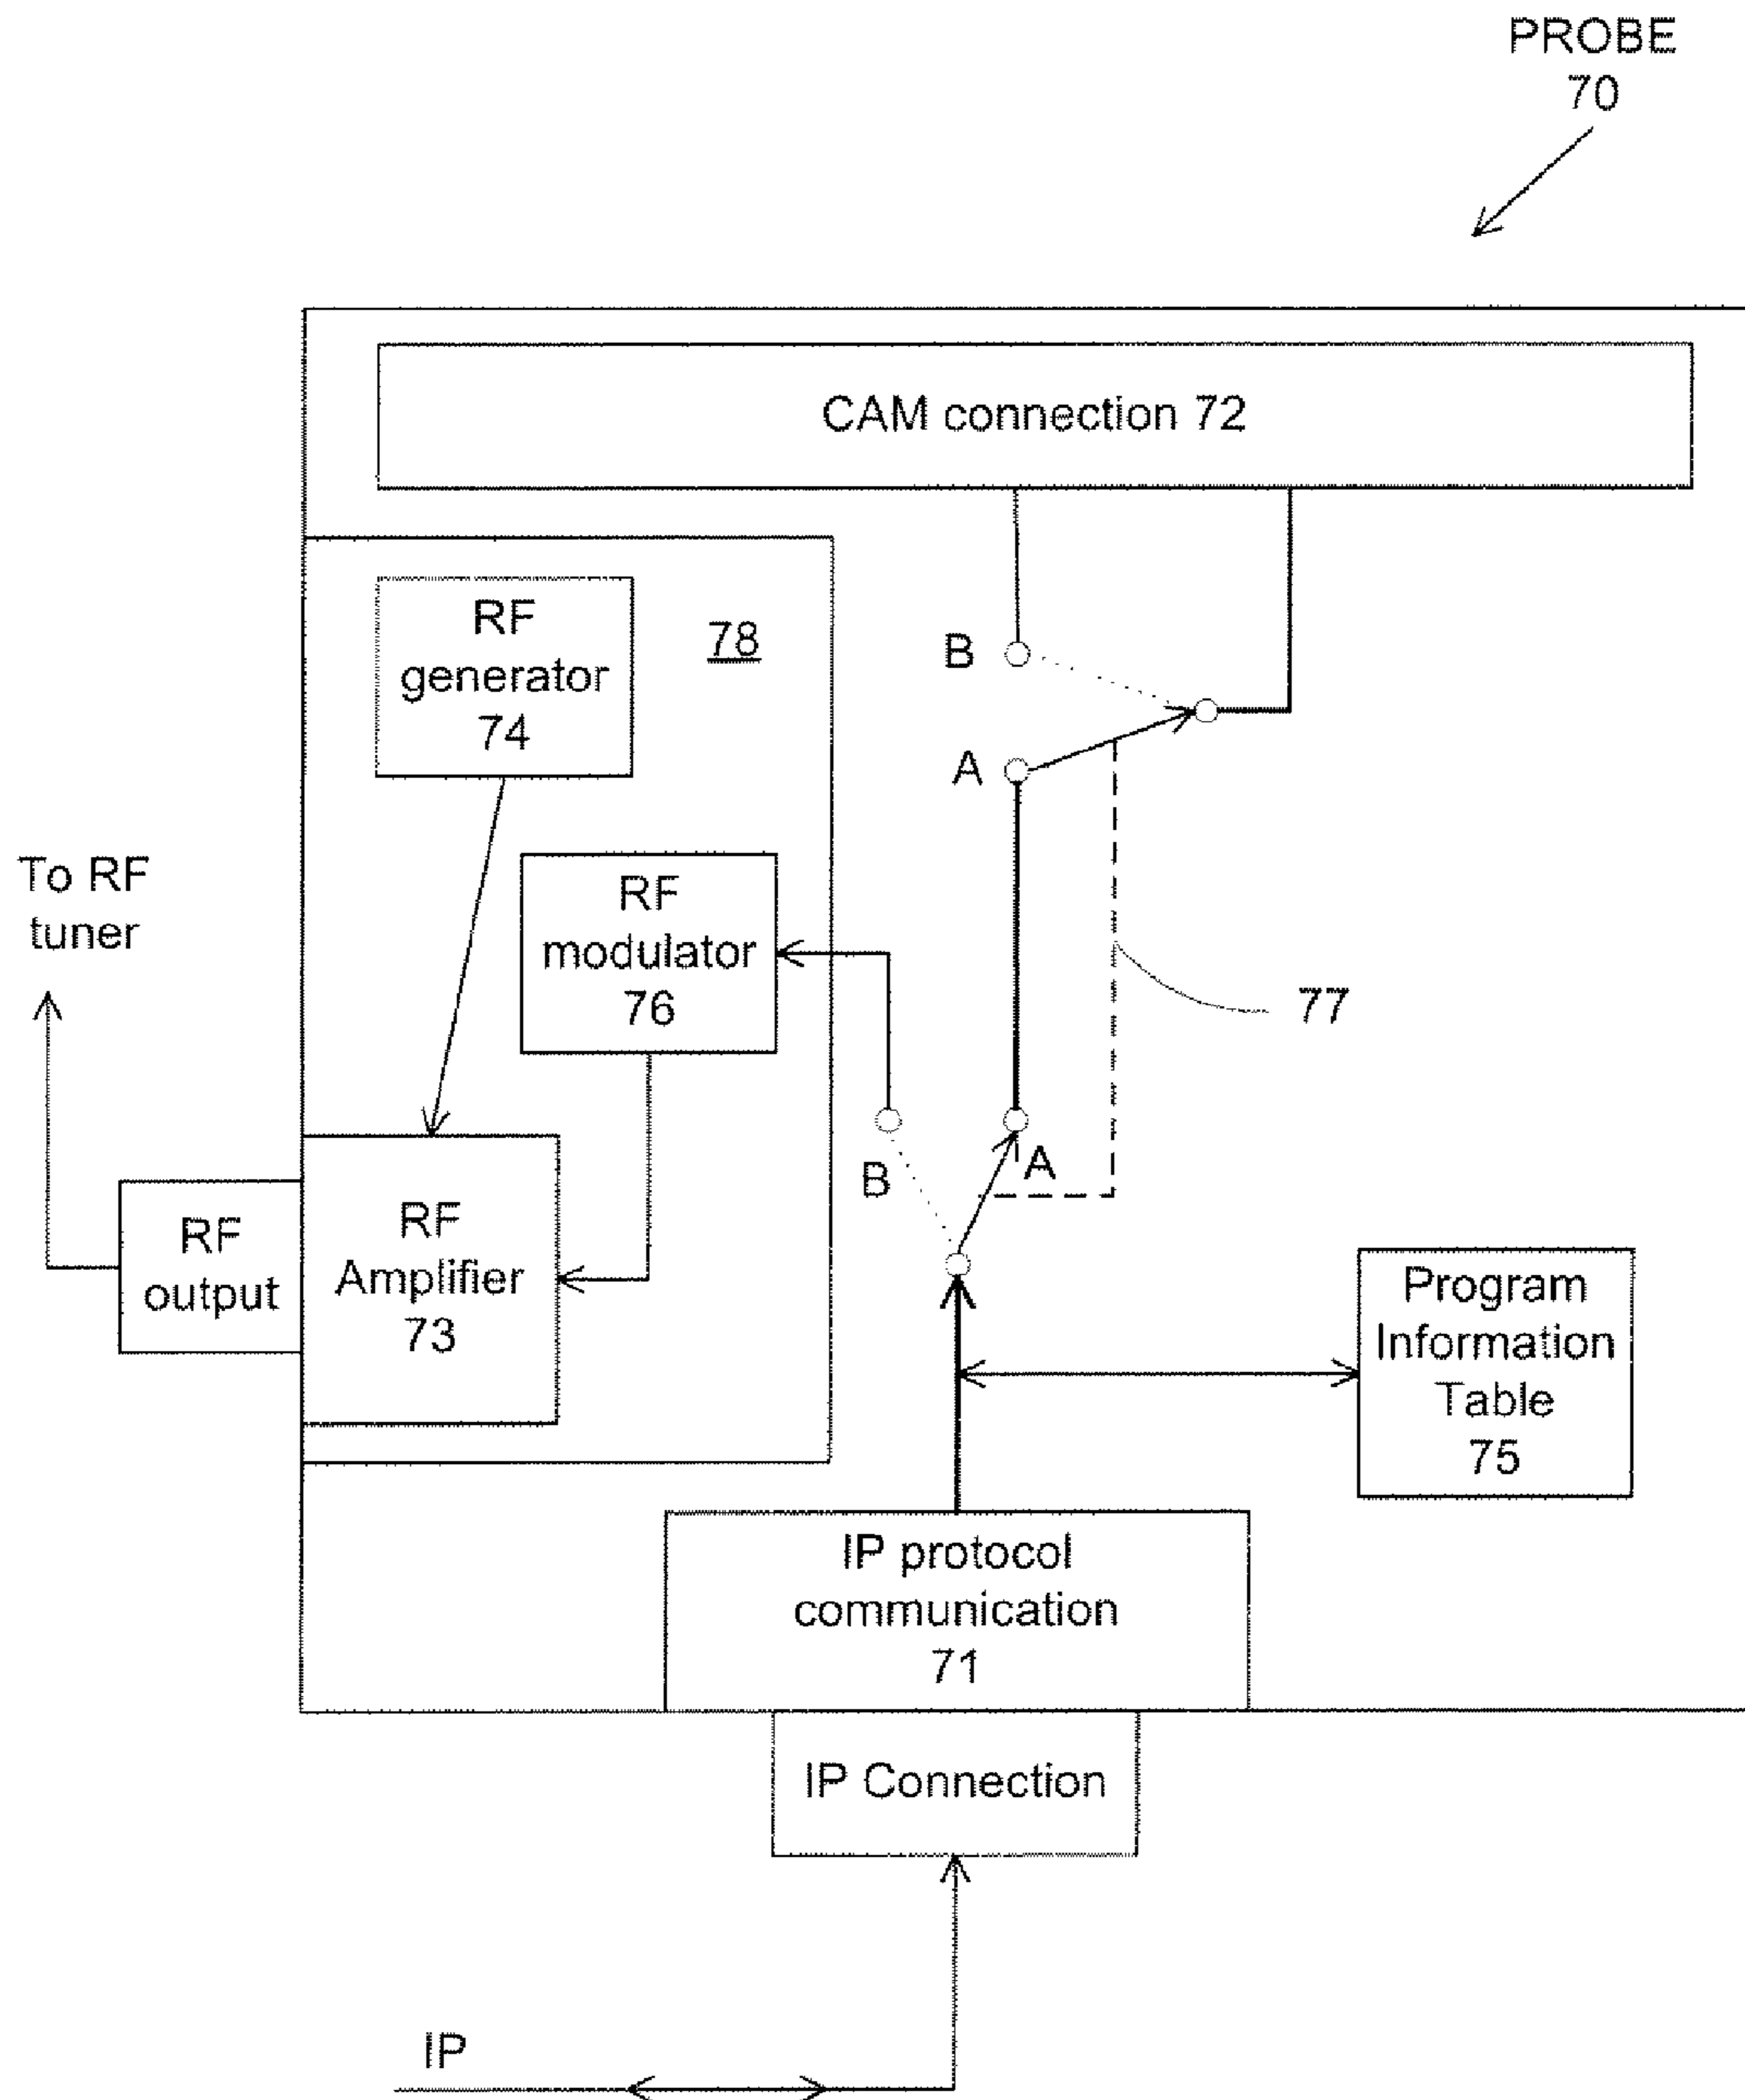 PROBE
70
CAM connection 72
RF
generator
74
78
B
A
To RF
tuner
RF
modulator
76
77
B
A
RF
output
RF
Amplifier
73
Program
Information
Table
75
IP protocol
communication
71
IP Connection
IP